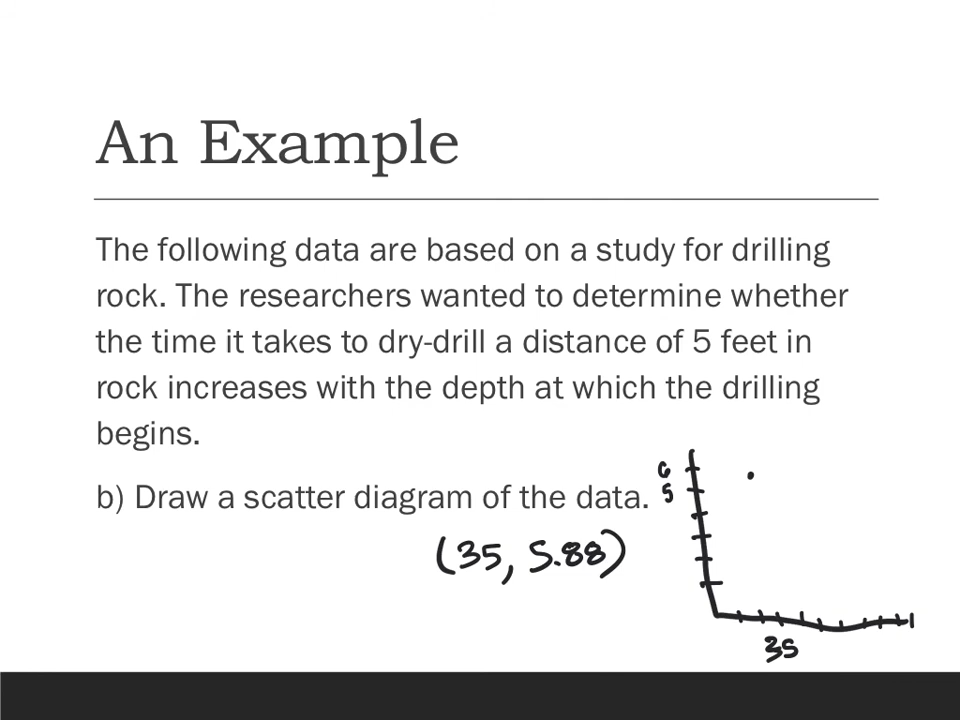 An Example
The following data are based on a study for drilling
rock. The researchers wanted to determine whether
the time it takes to dry-drill a distance of 5 feet in
rock increases with the depth at which the drilling
begins.
b) Draw a scatter diagram of the data.
(35, 5.88)
6
5
35